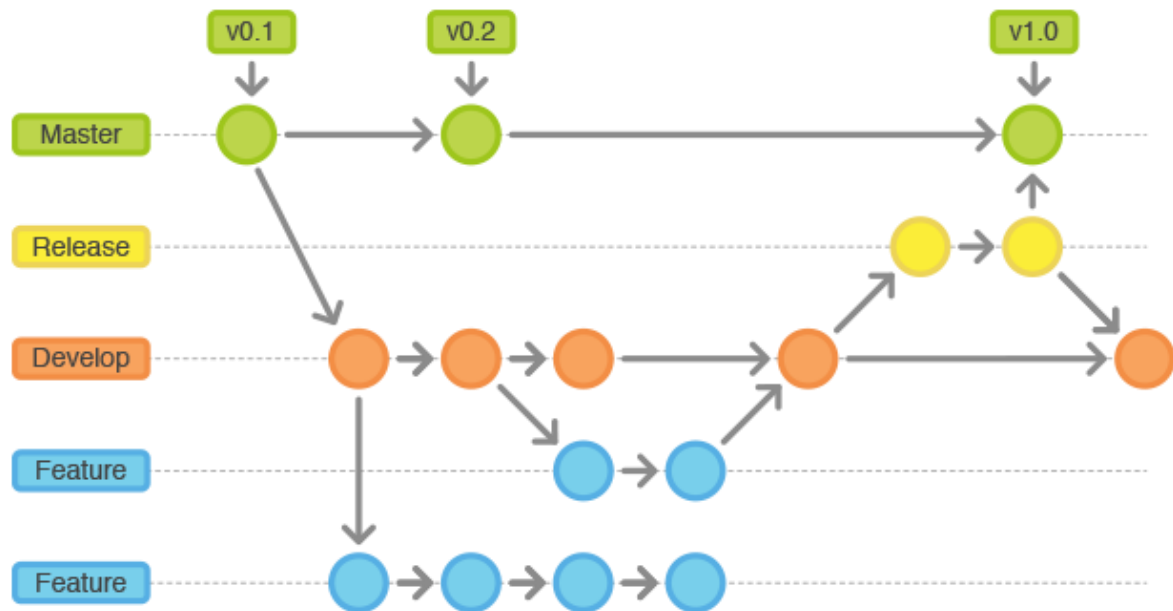 v0.1
v0.2
v1.0
Master
Release
Develop
Feature
Feature